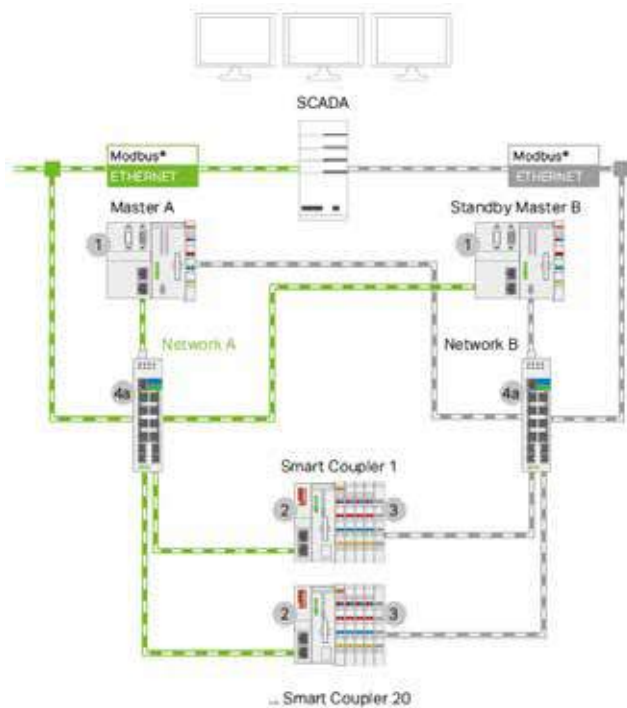 SCADA
Modbus*
ETHERNET
Modbus*
ETHERNET
Master A
Standby Master B
1
1
Network A
Network B
4a
4a
Smart Coupler 1
2
3
2
3
... Smart Coupler 20